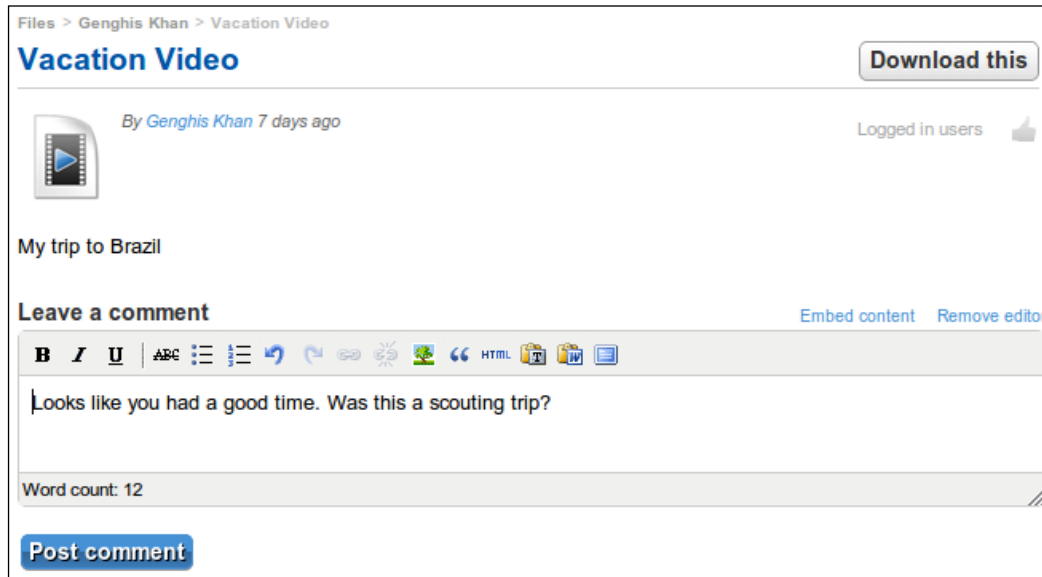 Files > Genghis Khan > Vacation Video
Vacation Video
Download this
By Genghis Khan 7 days ago
Logged in users
My trip to Brazil
Leave a comment
Embed content Remove edito
B I U ABC HTML T W
Looks like you had a good time. Was this a scouting trip?
Word count: 12
Post comment